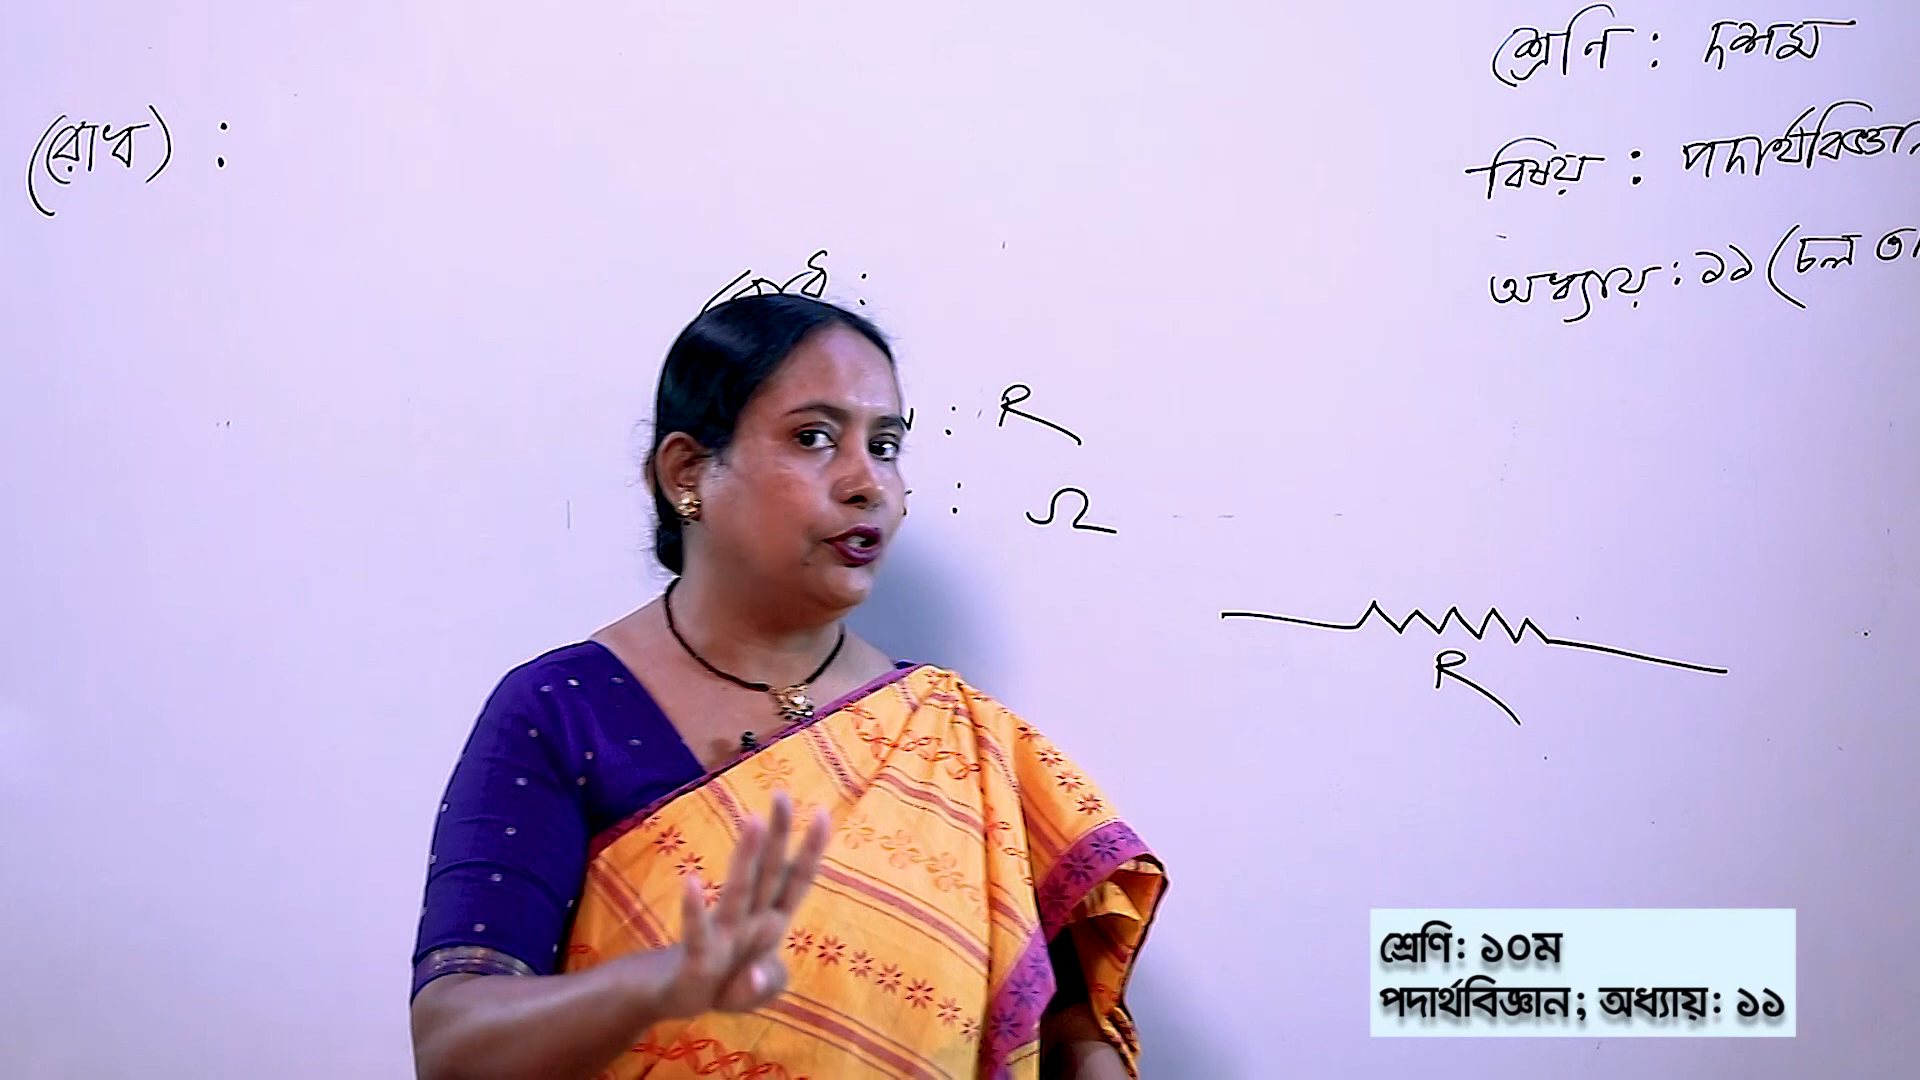 শ্রেণি : দশম
রোধ :
বিষয় : পদার্থবিজ্ঞান
অধ্যায় : ১১ (চল
রোধ :
: R
: Ω
R
শ্রেণি: ১০ম
পদার্থবিজ্ঞান; অধ্যায়: ১১